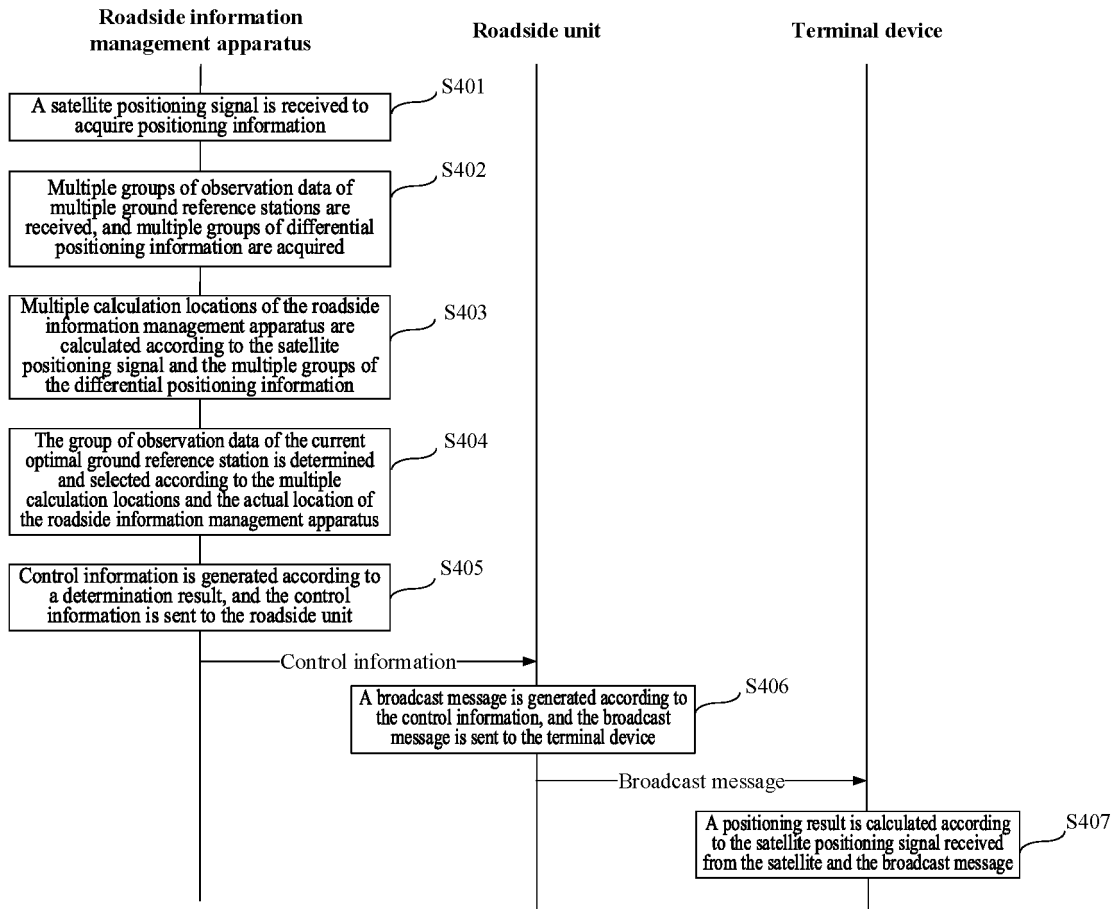 Roadside information
management apparatus
Roadside unit
Terminal device
S401
A satellite positioning signal is received to
acquire positioning information
S402
Multiple groups of observation data of
multiple ground reference stations are
received, and multiple groups of differential
positioning information are acquired
S403
Multiple calculation locations of the roadside
information management apparatus are
calculated according to the satellite
positioning signal and the multiple groups of
the differential positioning information
S404
The group of observation data of the current
optimal ground reference station is determined
and selected according to the multiple
calculation locations and the actual location of
the roadside information management apparatus
S405
Control information is generated according to
a determination result, and the control
information is sent to the roadside unit
Control information
S406
A broadcast message is generated according to
the control information, and the broadcast
message is sent to the terminal device
Broadcast message
S407
A positioning result is calculated according
to the satellite positioning signal received
from the satellite and the broadcast message